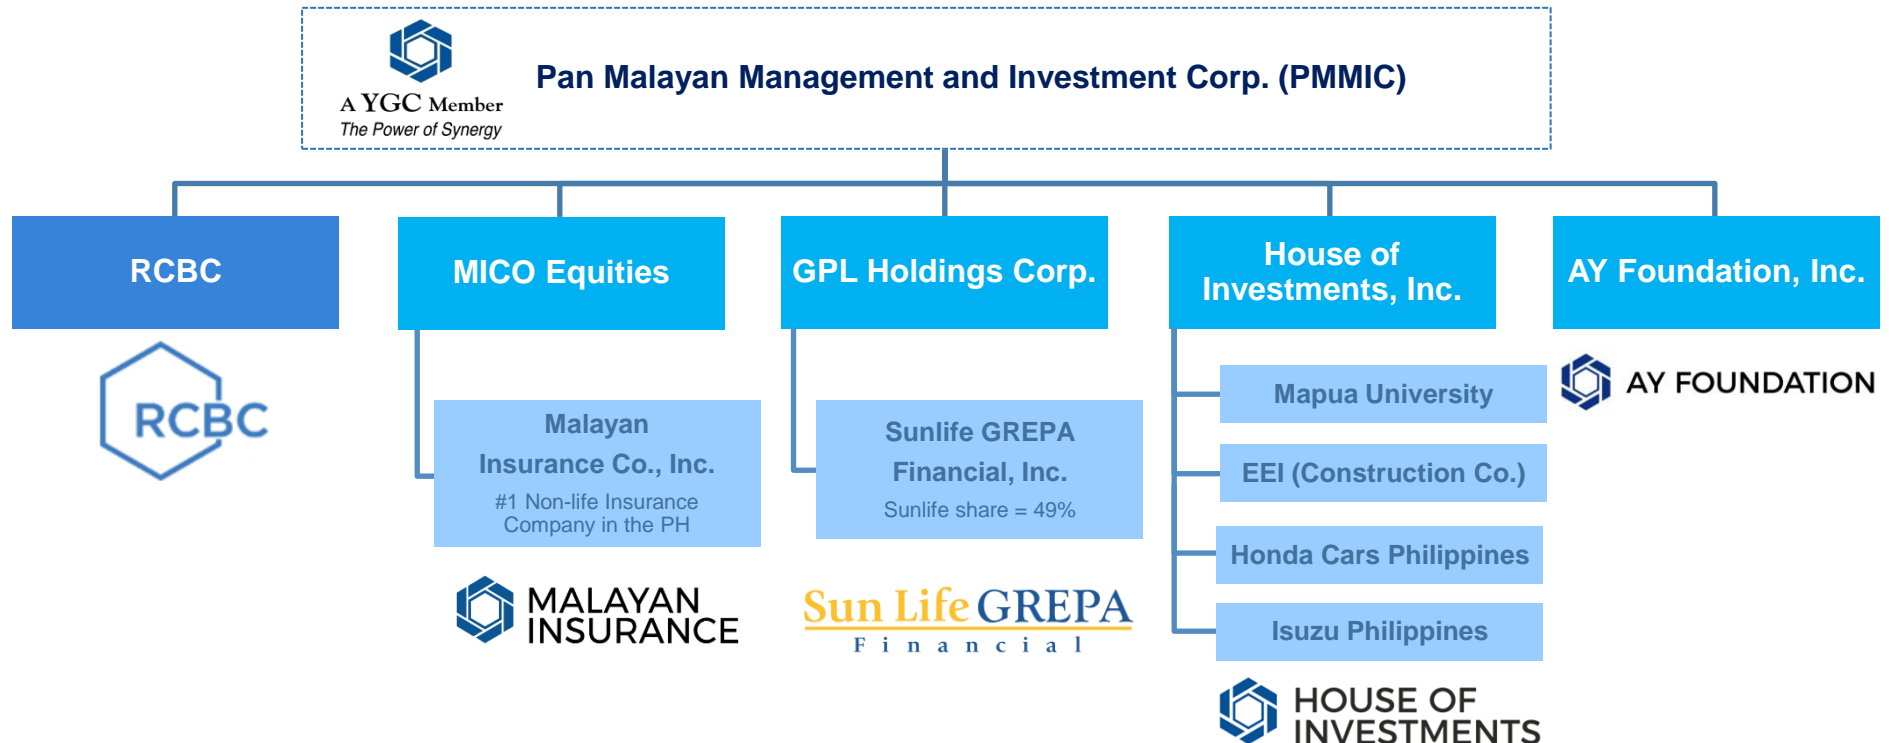 A YGC Member
The Power of Synergy
Pan Malayan Management and Investment Corp. (PMMIC)
RCBC
MICO Equities
GPL Holdings Corp.
House of
Investments, Inc.
AY Foundation, Inc.
RCBC
Malayan
Insurance Co., Inc.
#1 Non-life Insurance
Company in the PH
MALAYAN
INSURANCE
Sunlife GREPA
Financial, Inc.
Sunlife share = 49%
Sun Life GREPA
Financial
Mapua University
EEI (Construction Co.)
Honda Cars Philippines
Isuzu Philippines
HOUSE OF
INVESTMENTS
AY FOUNDATION